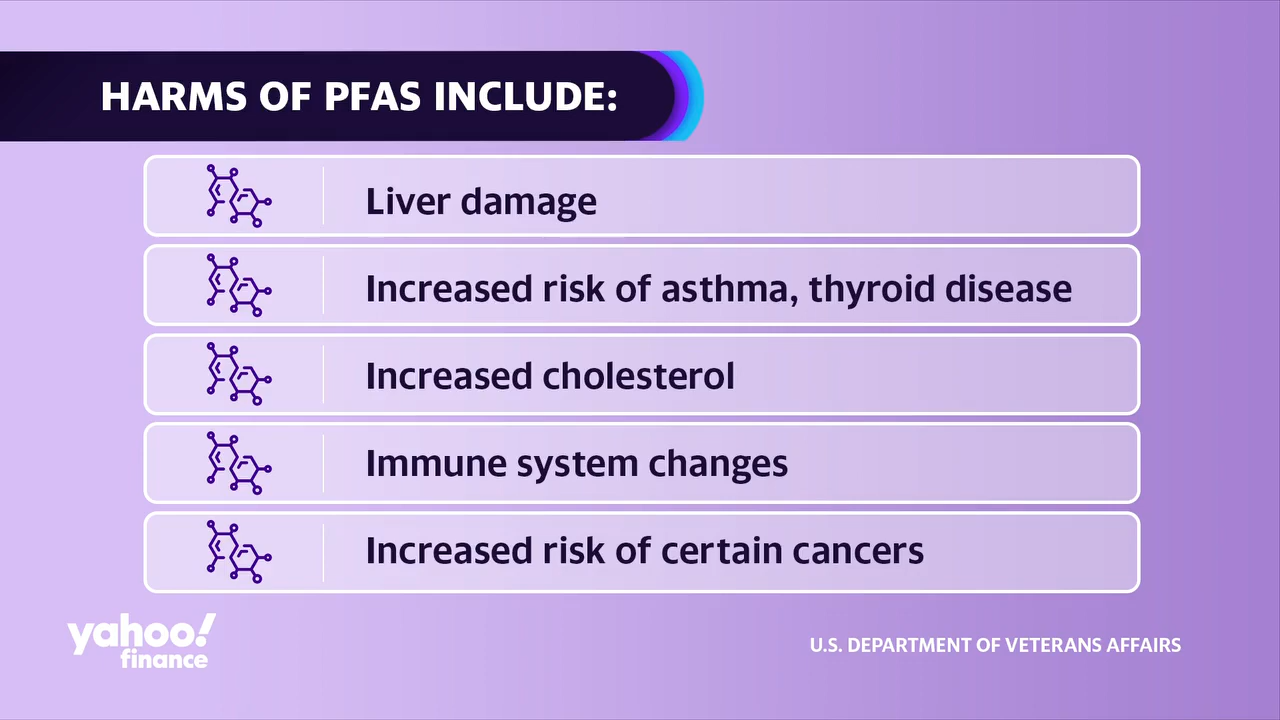 HARMS OF PFAS INCLUDE:
Liver damage
Increased risk of asthma, thyroid disease
Increased cholesterol
Immune system changes
Increased risk of certain cancers
yahoo!
finance
U.S. DEPARTMENT OF VETERANS AFFAIRS